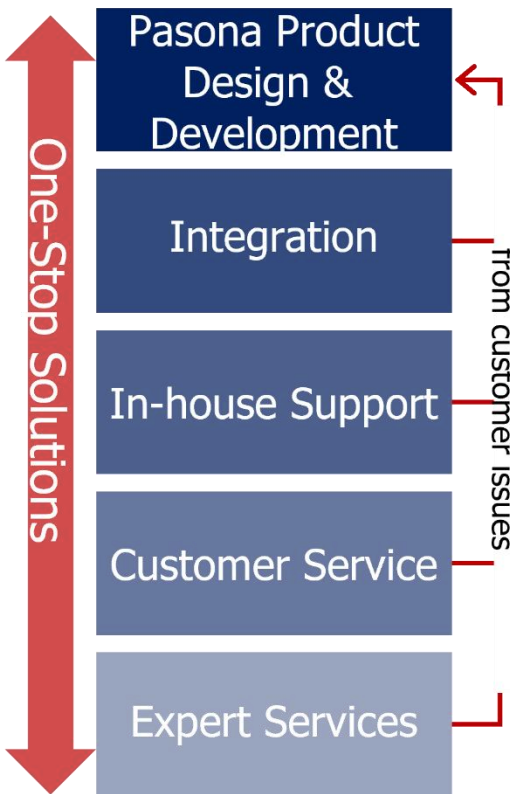 Pasona Product
Design &
Development
Integration
In-house Support
Customer Service
Expert Services
One-Stop Solutions
from customer issues